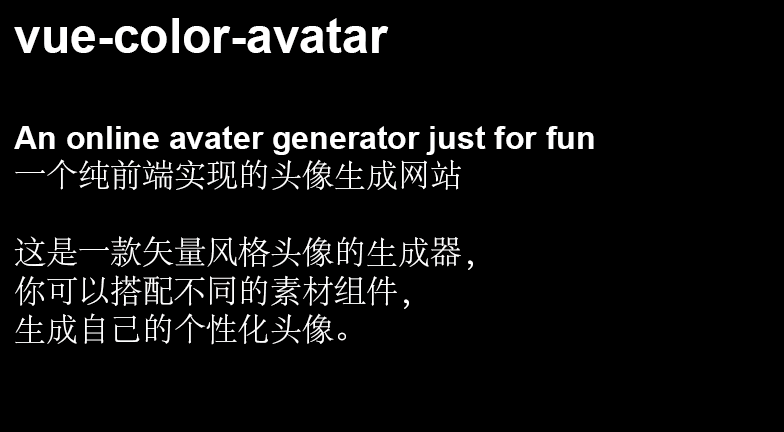 vue-color-avatar
An online avater generator just for fun
一个纯前端实现的头像生成网站
这是一款矢量风格头像的生成器,
你可以搭配不同的素材组件,
生成自己的个性化头像。